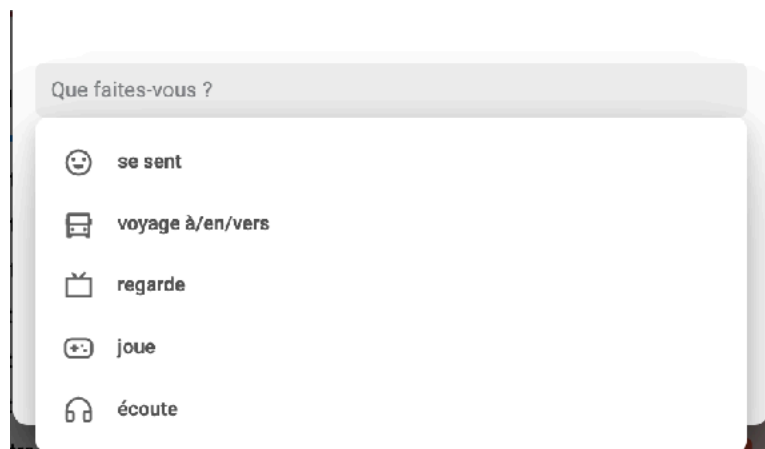 Que faites-vous ?
se sent
voyage à/en/vers
regarde
joue
écoute